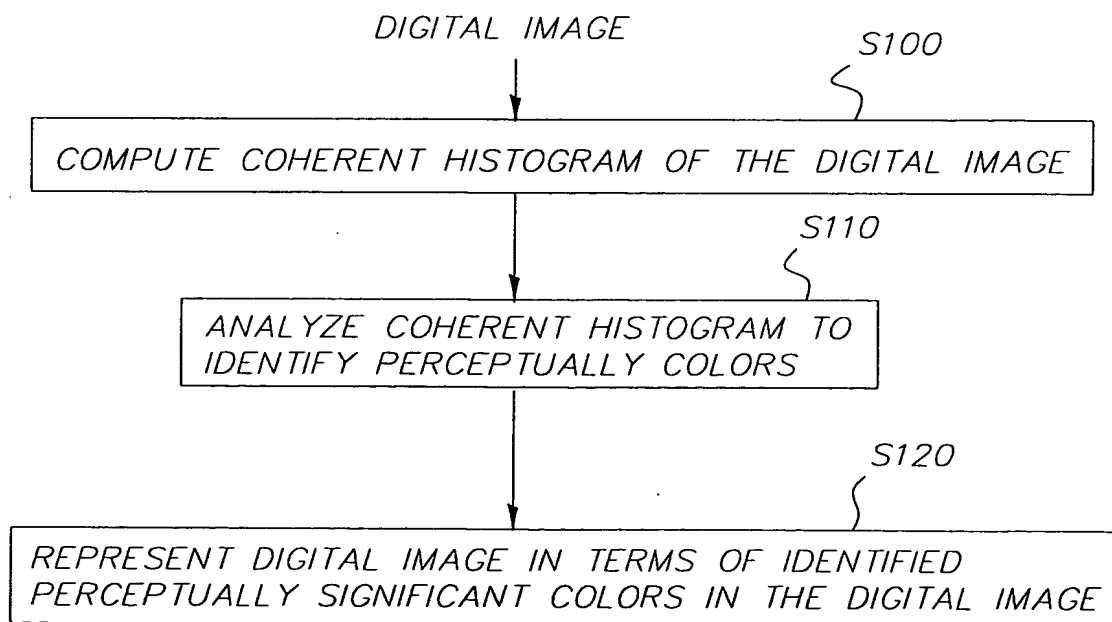 DIGITAL IMAGE
S100
COMPUTE COHERENT HISTOGRAM OF THE DIGITAL IMAGE
S110
ANALYZE COHERENT HISTOGRAM TO
IDENTIFY PERCEPTUALLY COLORS
S120
REPRESENT DIGITAL IMAGE IN TERMS OF IDENTIFIED
PERCEPTUALLY SIGNIFICANT COLORS IN THE DIGITAL IMAGE